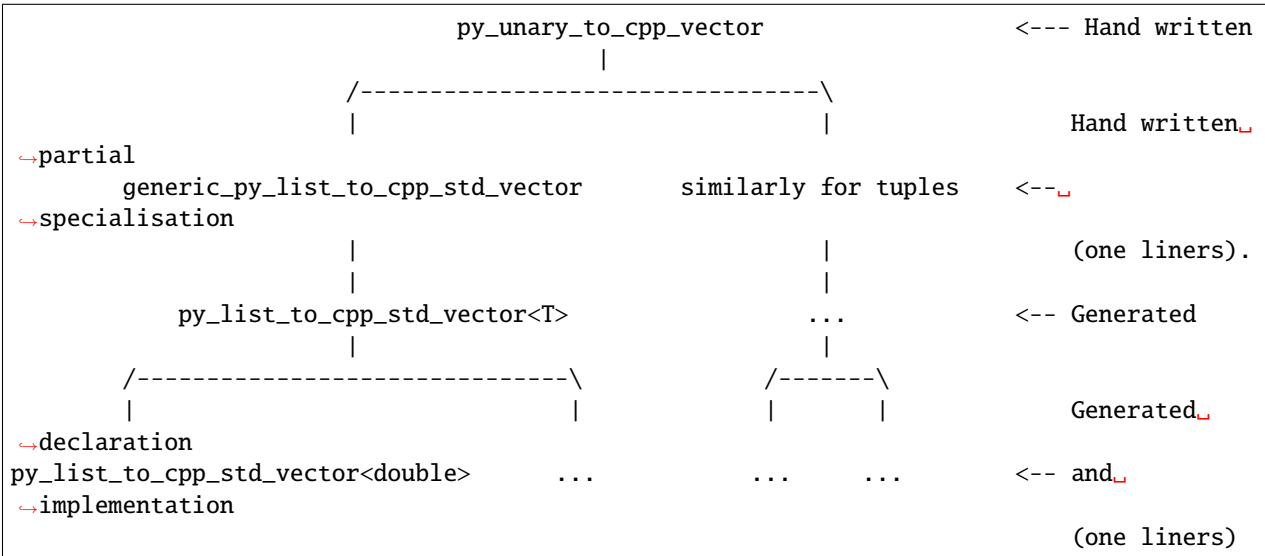 py_unary_to_cpp_vector                    <--- Hand written
                                              |
                          /---------------------------------\
                          |                                 |                 Hand written␣
↪partial
        generic_py_list_to_cpp_std_vector       similarly for tuples    <--␣
↪specialisation
                          |                                 |                 (one liners).
                          |                                 |
            py_list_to_cpp_std_vector<T>                   ...            <-- Generated
                          |                                 |
        /-------------------------------\             /-------\
        |                               |             |       |             Generated␣
↪declaration
py_list_to_cpp_std_vector<double>      ...           ...     ...        <-- and␣
↪implementation
                                                                            (one liners)